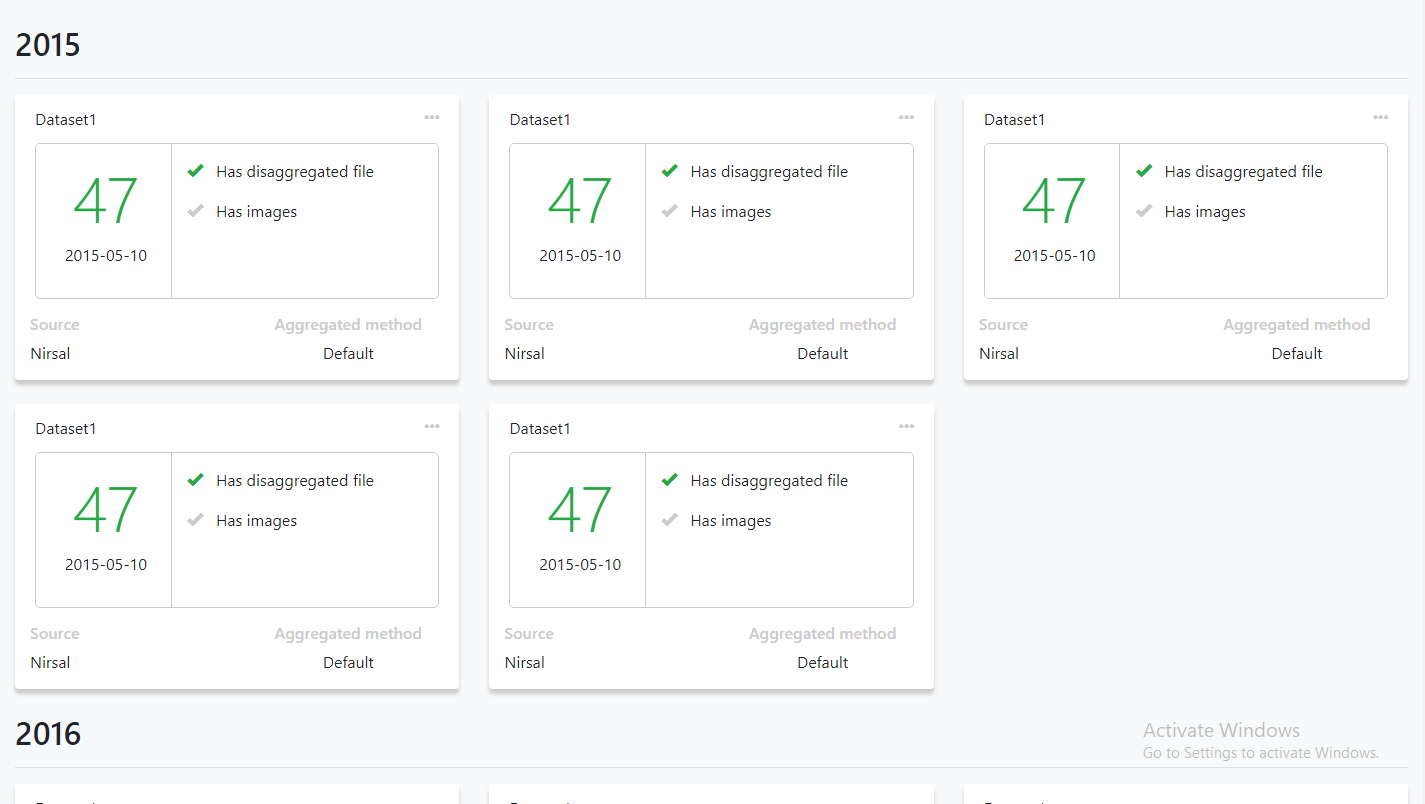 2015
Dataset1
47
2015-05-10
Has disaggregated file
Has images
Source Aggregated method
Nirsal Default
Dataset1
47
2015-05-10
Has disaggregated file
Has images
Source Aggregated method
Nirsal Default
Dataset1
47
2015-05-10
Has disaggregated file
Has images
Source Aggregated method
Nirsal Default
Dataset1
47
2015-05-10
Has disaggregated file
Has images
Source Aggregated method
Nirsal Default
Dataset1
47
2015-05-10
Has disaggregated file
Has images
Source Aggregated method
Nirsal Default
2016
Activate Windows
Go to Settings to activate Windows.